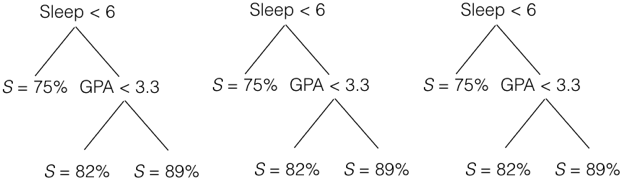 Sleep < 6 Sleep < 6 Sleep < 6
S = 75% GPA < 3.3 S = 75% GPA < 3.3 S = 75% GPA < 3.3
S = 82% S = 89% S = 82% S = 89% S = 82% S = 89%